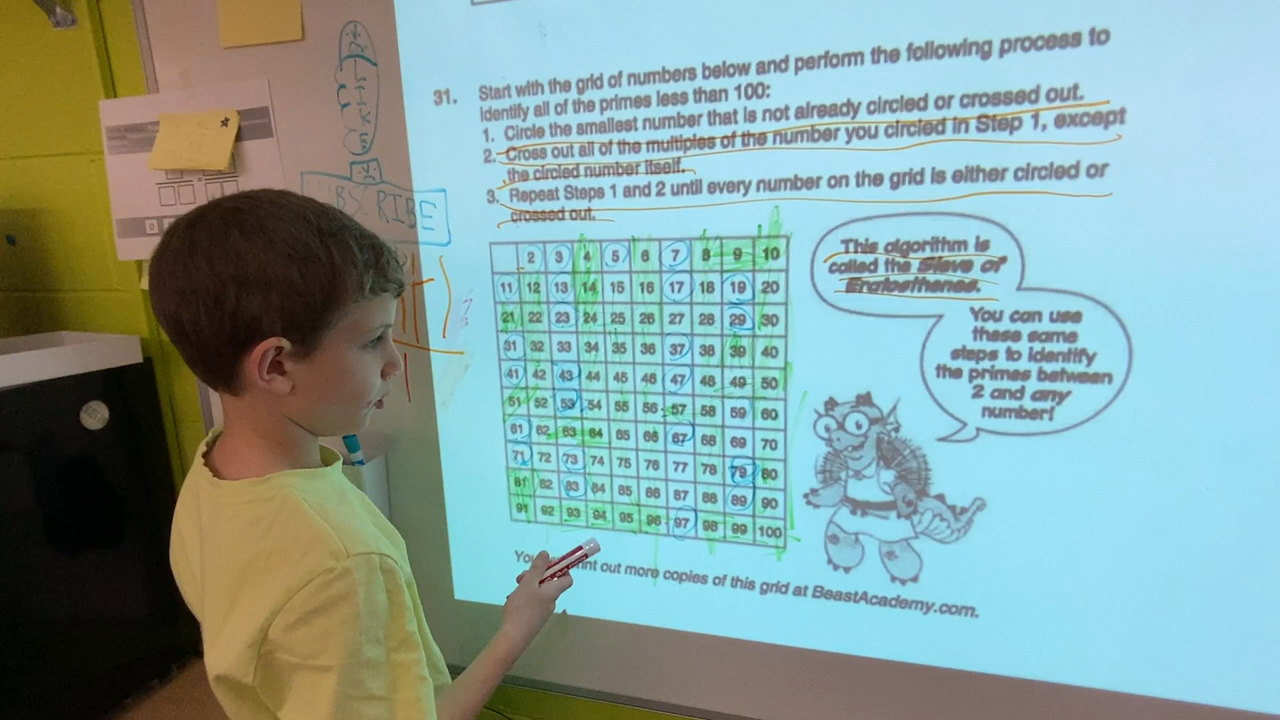 31. Start with the grid of numbers below and perform the following process to
identify all of the primes less than 100:
1. Circle the smallest number that is not already circled or crossed out.
2. Cross out all of the multiples of the number you circled in Step 1, except
the circled number itself.
3. Repeat Steps 1 and 2 until every number on the grid is either circled or
crossed out.
2 3 4 5 6 7 8 9 10
11 12 13 14 15 16 17 18 19 20
21 22 23 24 25 26 27 28 29 30
31 32 33 34 35 36 37 38 39 40
41 42 43 44 45 46 47 48 49 50
51 52 53 54 55 56 57 58 59 60
61 62 63 64 65 66 67 68 69 70
71 72 73 74 75 76 77 78 79 80
81 82 83 84 85 86 87 88 89 90
91 92 93 94 95 96 97 98 99 100
This algorithm is
called the Sieve of
Eratosthenes.
You can use
these same
steps to identify
the primes between
2 and any
number!
You print out more copies of this grid at BeastAcademy.com.